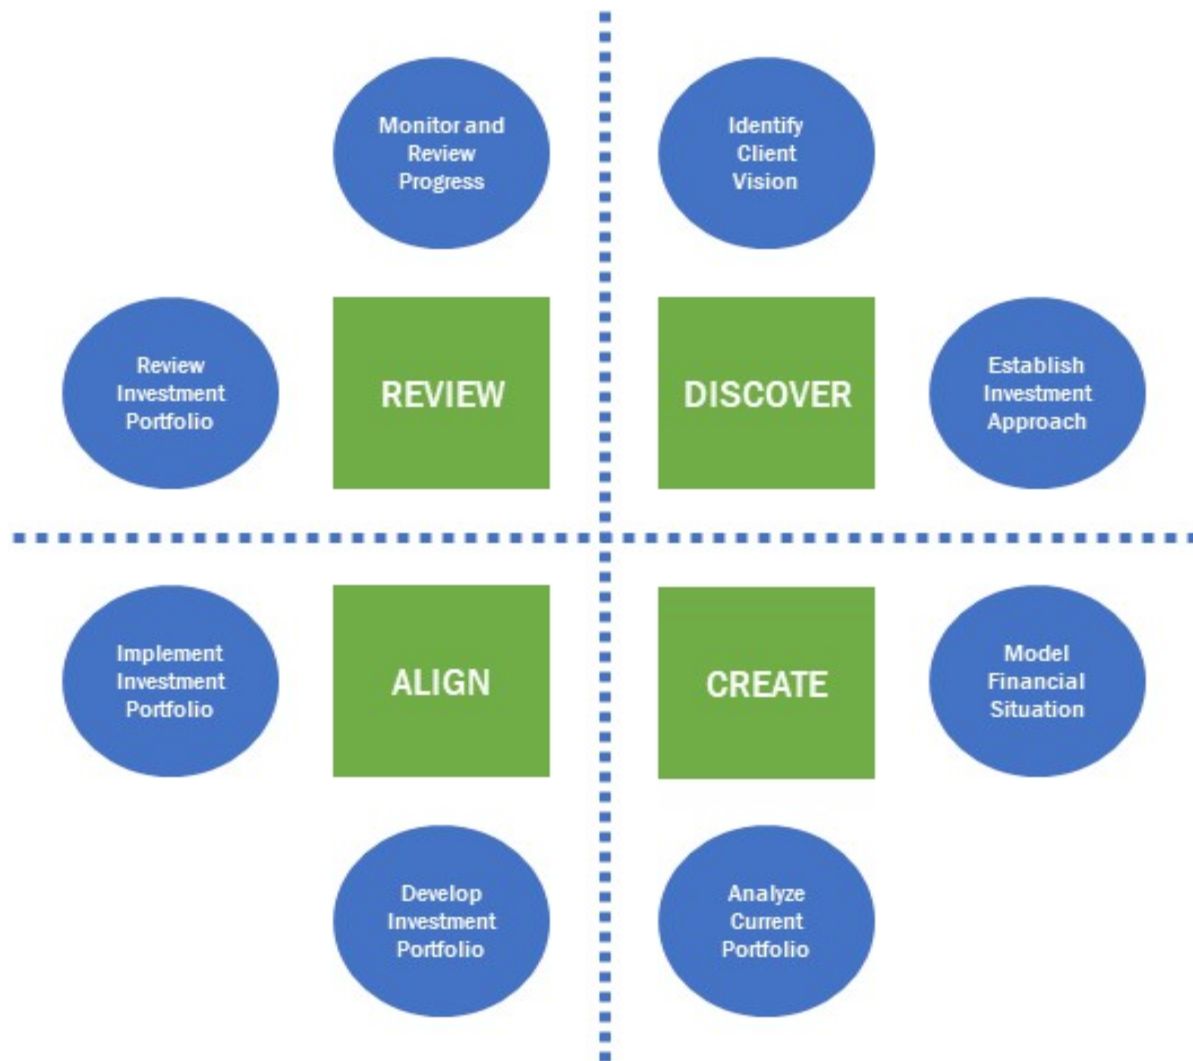 Monitor and
Review
Progress
Identify
Client
Vision
Review
Investment
Portfolio
REVIEW
DISCOVER
Establish
Investment
Approach
Implement
Investment
Portfolio
ALIGN
CREATE
Model
Financial
Situation
Develop
Investment
Portfolio
Analyze
Current
Portfolio